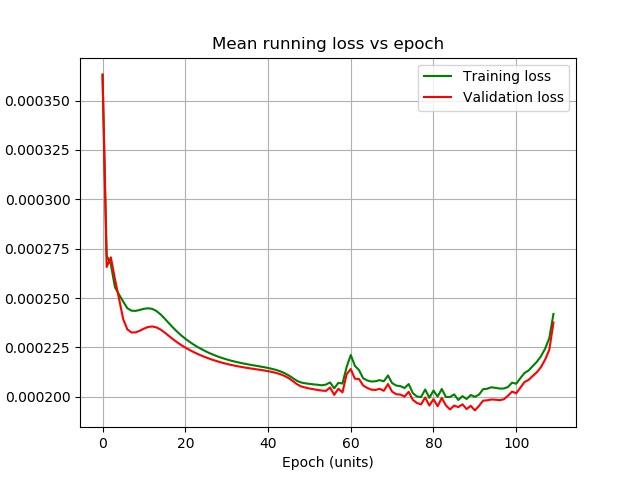 Mean running loss vs epoch
Training loss
Validation loss
0.000350
0.000325
0.000300
0.000275
0.000250
0.000225
0.000200
0 20 40 60 80 100
Epoch (units)